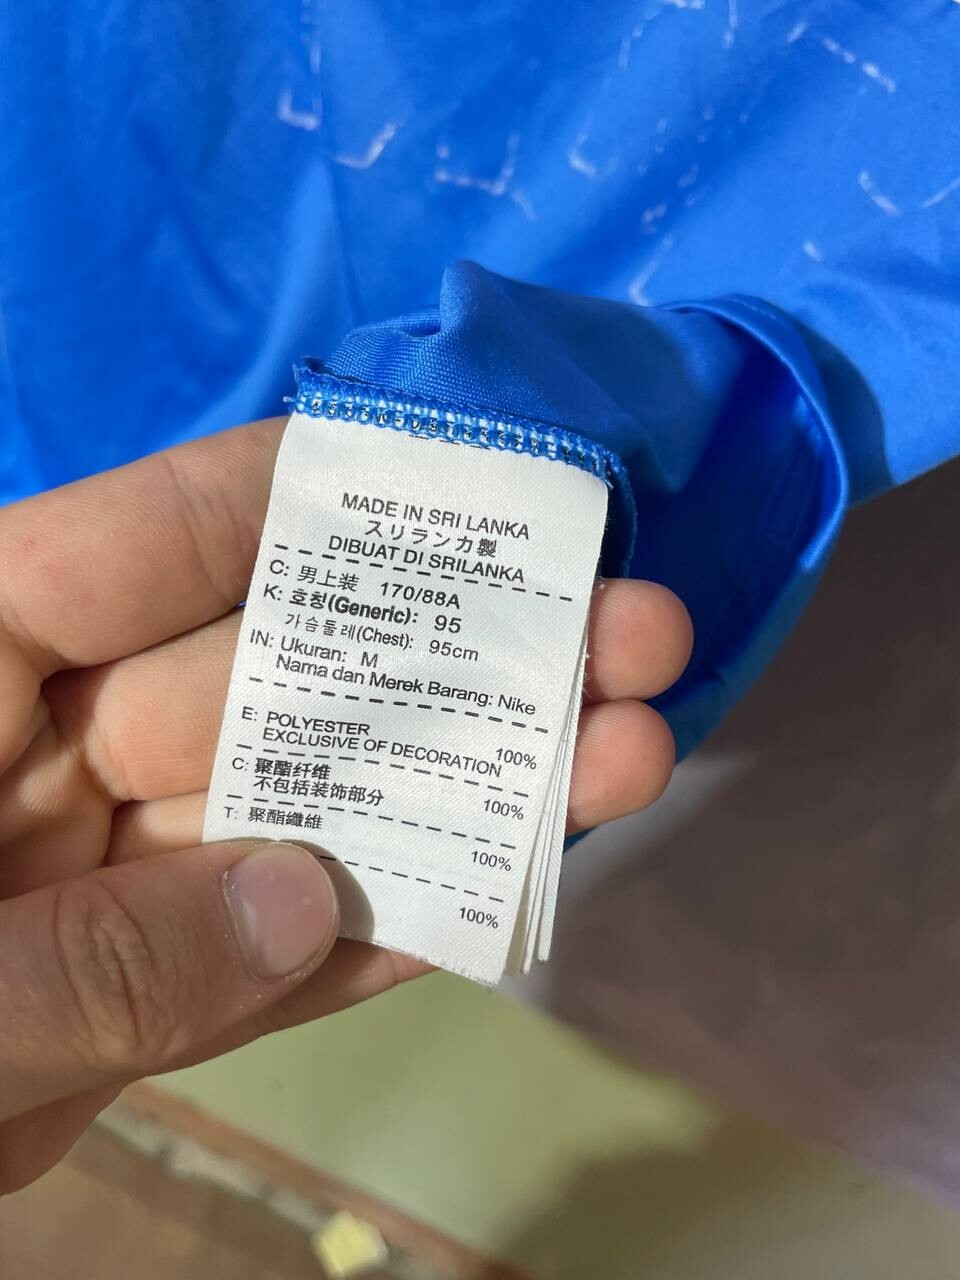 MADE IN SRI LANKA
スリランカ製
DIBUAT DI SRILANKA
C: 男上装 170/88A
K: 호칭(Generic): 95
가슴둘레(Chest): 95cm
IN: Ukuran: M
Nama dan Merek Barang: Nike
E: POLYESTER 100%
EXCLUSIVE OF DECORATION
C: 聚酯纤维 100%
不包括装饰部分
T: 聚酯纖維 100%
100%